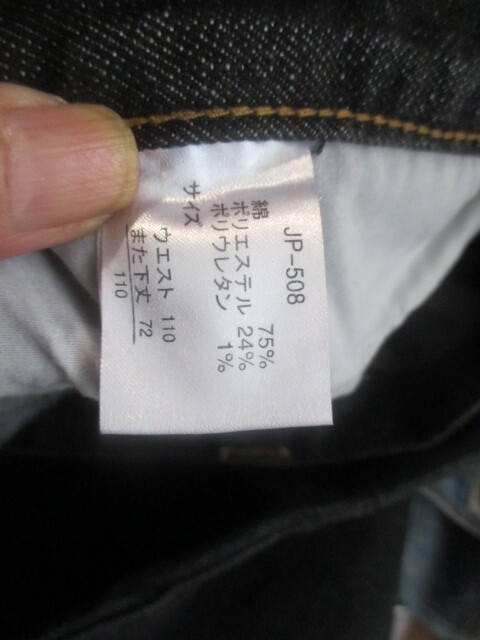 JP-508
綿 75%
ポリエステル 24%
ポリウレタン 1%
サイズ
ウエスト 110
また下丈 72
110